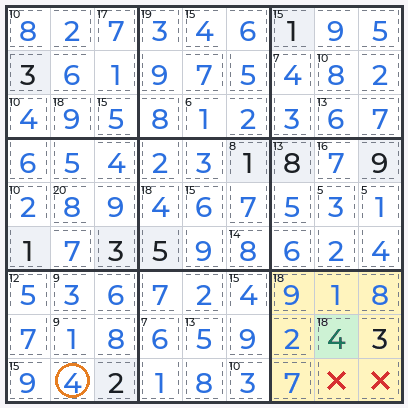 10 17 19 15 15
8 2 7 3 4 6 1 9 5
7 10
3 6 1 9 7 5 4 8 2
10 18 15 6 13
4 9 5 8 1 2 3 6 7
8 13 16
6 5 4 2 3 1 8 7 9
10 20 18 15 5 5
2 8 9 4 6 7 5 3 1
14
1 7 3 5 9 8 6 2 4
12 9 15 18
5 3 6 7 2 4 9 1 8
9 7 13 18
7 1 8 6 5 9 2 4 3
15 10
9 4 2 1 8 3 7